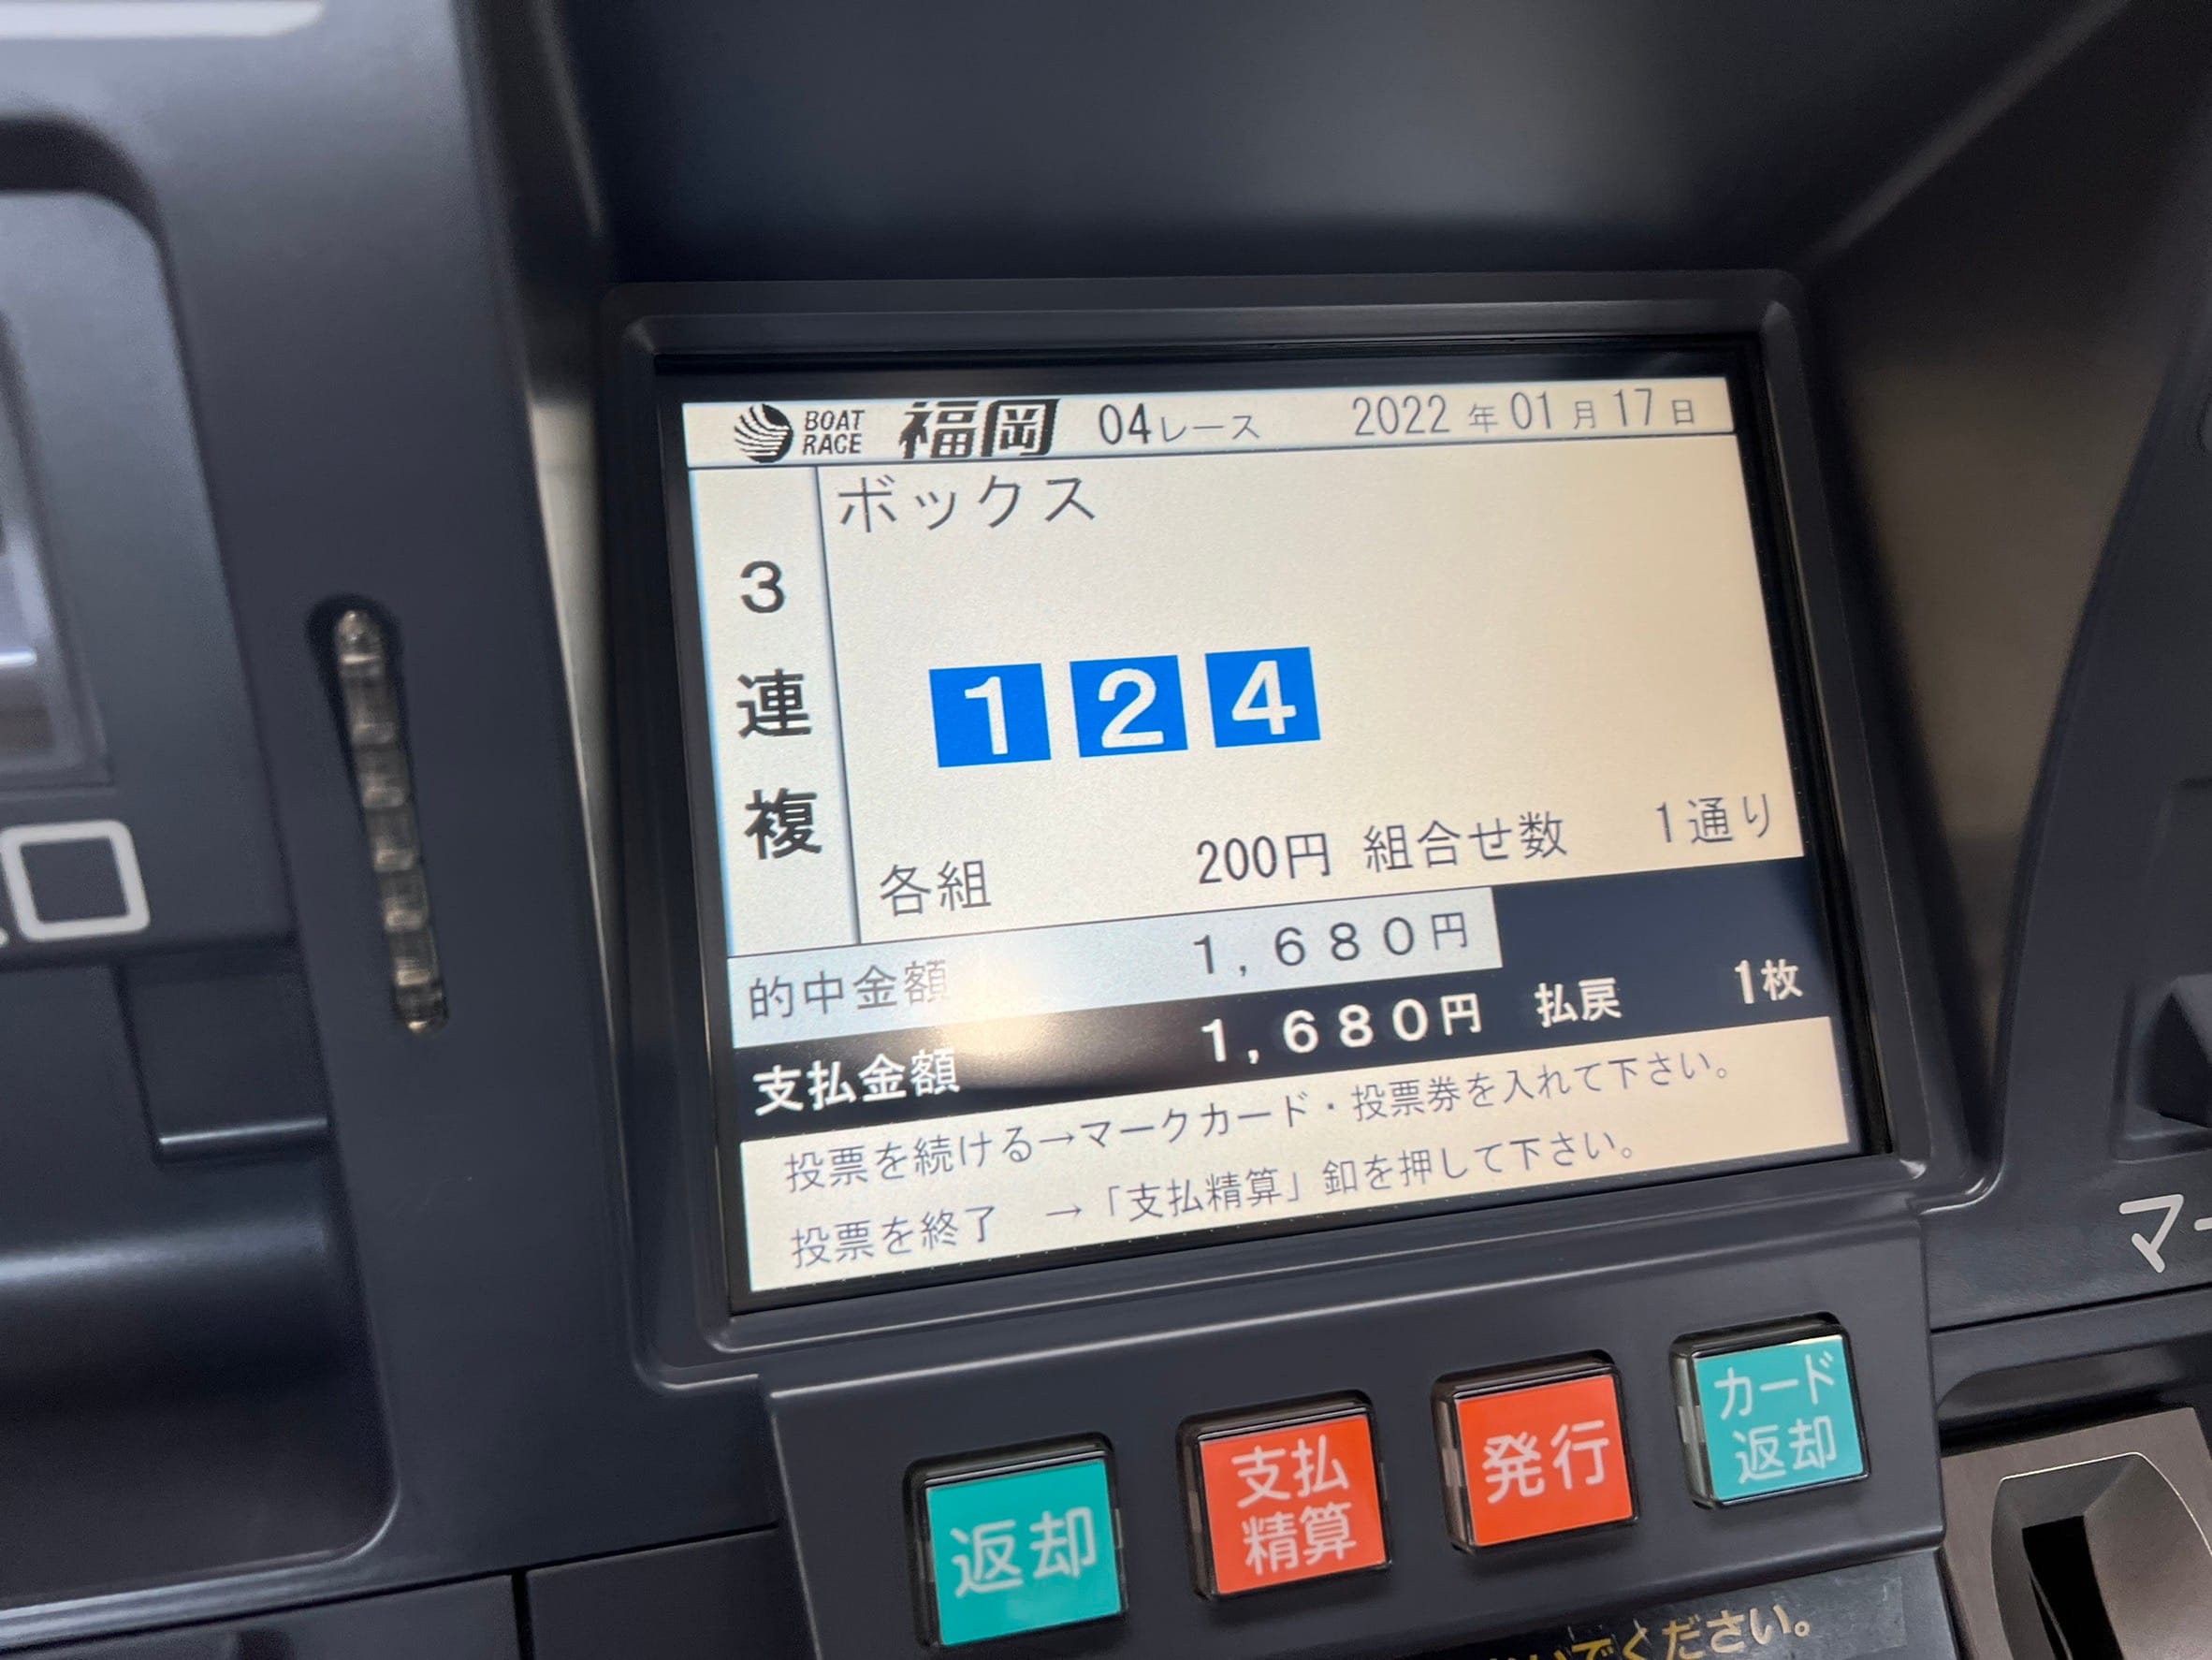 BOAT RACE 福岡 04レース 2022年01月17日
3連複
ボックス
1 2 4
各組 200円 組合せ数 1通り
的中金額 1,680円
支払金額 1,680円 払戻 1枚
投票を続ける→マークカード・投票券を入れて下さい。
投票を終了 →「支払精算」釦を押して下さい。
返却
支払
精算
発行
カード
返却
マー
でください。